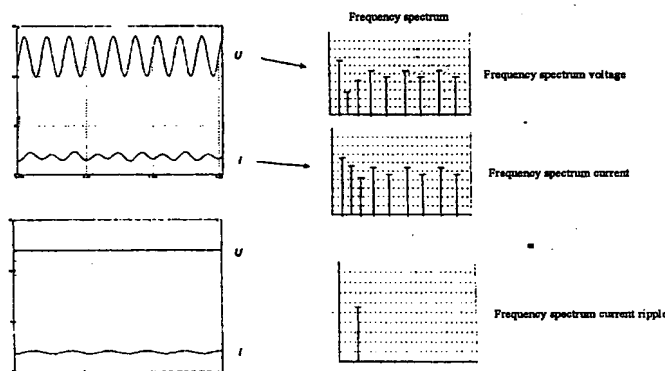 Frequency spectrum
U
Frequency spectrum voltage
I
Frequency spectrum current
U
Frequency spectrum current ripple
I